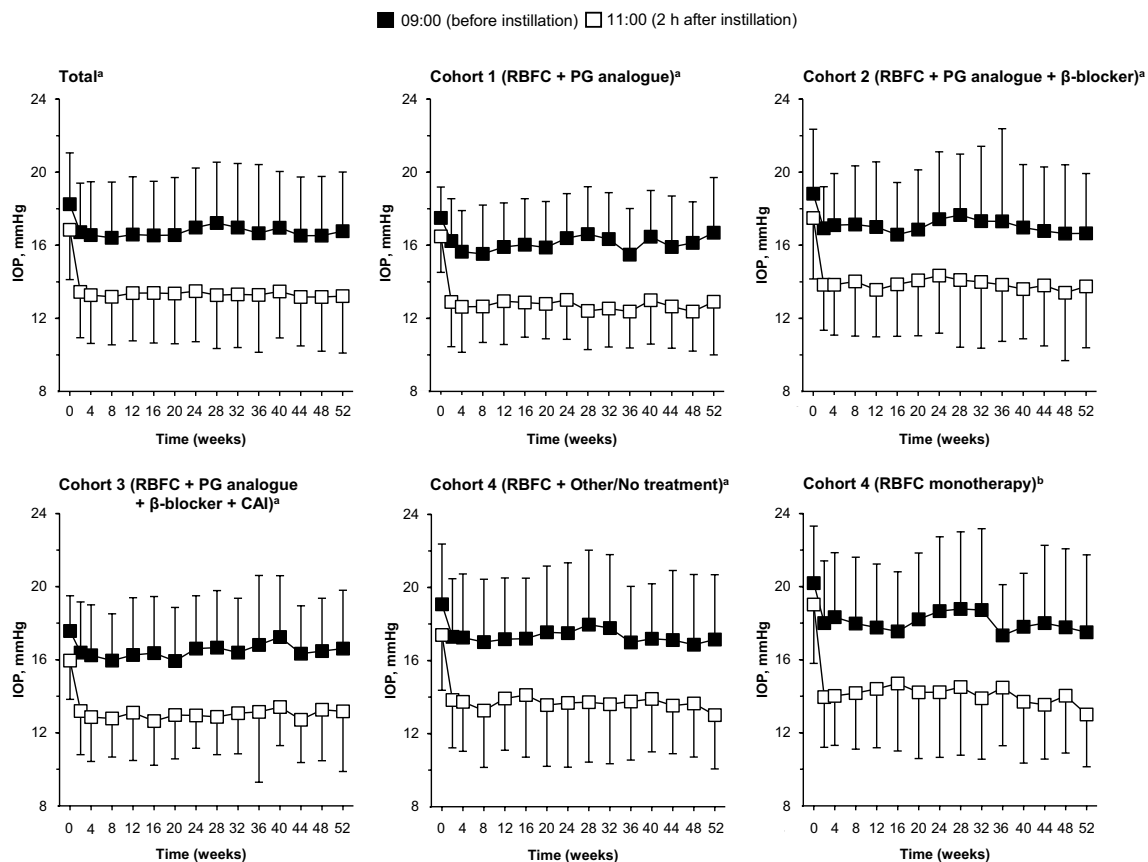 ■ 09:00 (before instillation) □ 11:00 (2 h after instillation)
Totalᵃ
24
20
16
12
8
IOP, mmHg
0 4 8 12 16 20 24 28 32 36 40 44 48 52
Time (weeks)
Cohort 1 (RBFC + PG analogue)ᵃ
24
20
16
12
8
IOP, mmHg
0 4 8 12 16 20 24 28 32 36 40 44 48 52
Time (weeks)
Cohort 2 (RBFC + PG analogue + β-blocker)ᵃ
24
20
16
12
8
IOP, mmHg
0 4 8 12 16 20 24 28 32 36 40 44 48 52
Time (weeks)
Cohort 3 (RBFC + PG analogue
+ β-blocker + CAI)ᵃ
24
20
16
12
8
IOP, mmHg
0 4 8 12 16 20 24 28 32 36 40 44 48 52
Time (weeks)
Cohort 4 (RBFC + Other/No treatment)ᵃ
24
20
16
12
8
IOP, mmHg
0 4 8 12 16 20 24 28 32 36 40 44 48 52
Time (weeks)
Cohort 4 (RBFC monotherapy)ᵇ
24
20
16
12
8
IOP, mmHg
0 4 8 12 16 20 24 28 32 36 40 44 48 52
Time (weeks)